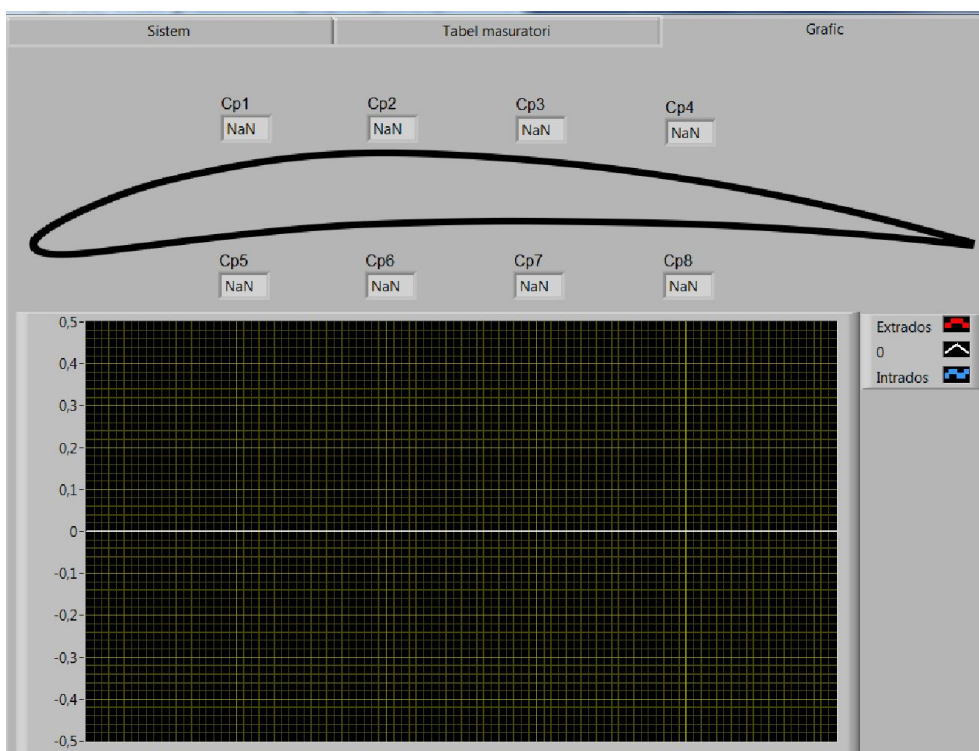 Sistem
Tabel masuratori
Grafic
Cp1
Cp2
Cp3
Cp4
NaN
NaN
NaN
NaN
Cp5
Cp6
Cp7
Cp8
NaN
NaN
NaN
NaN
0,5
0,4
0,3
0,2
0,1
0
-0,1
-0,2
-0,3
-0,4
-0,5
Extrados
0
Intrados